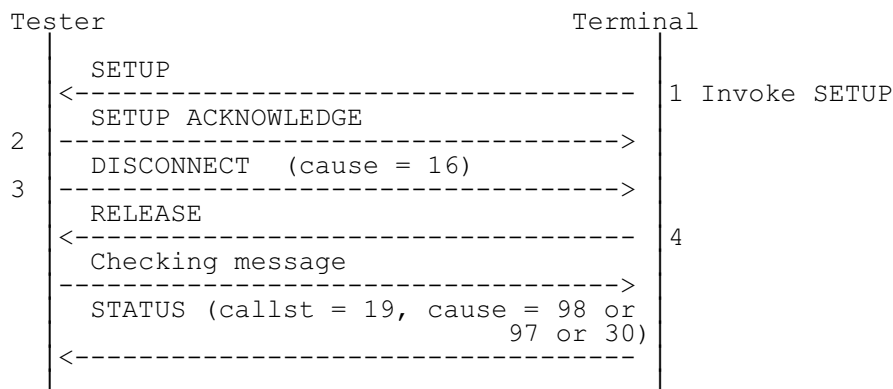 Tester Terminal
SETUP
1 Invoke SETUP
SETUP ACKNOWLEDGE
2
DISCONNECT (cause = 16)
3
RELEASE
4
Checking message
STATUS (callst = 19, cause = 98 or
97 or 30)